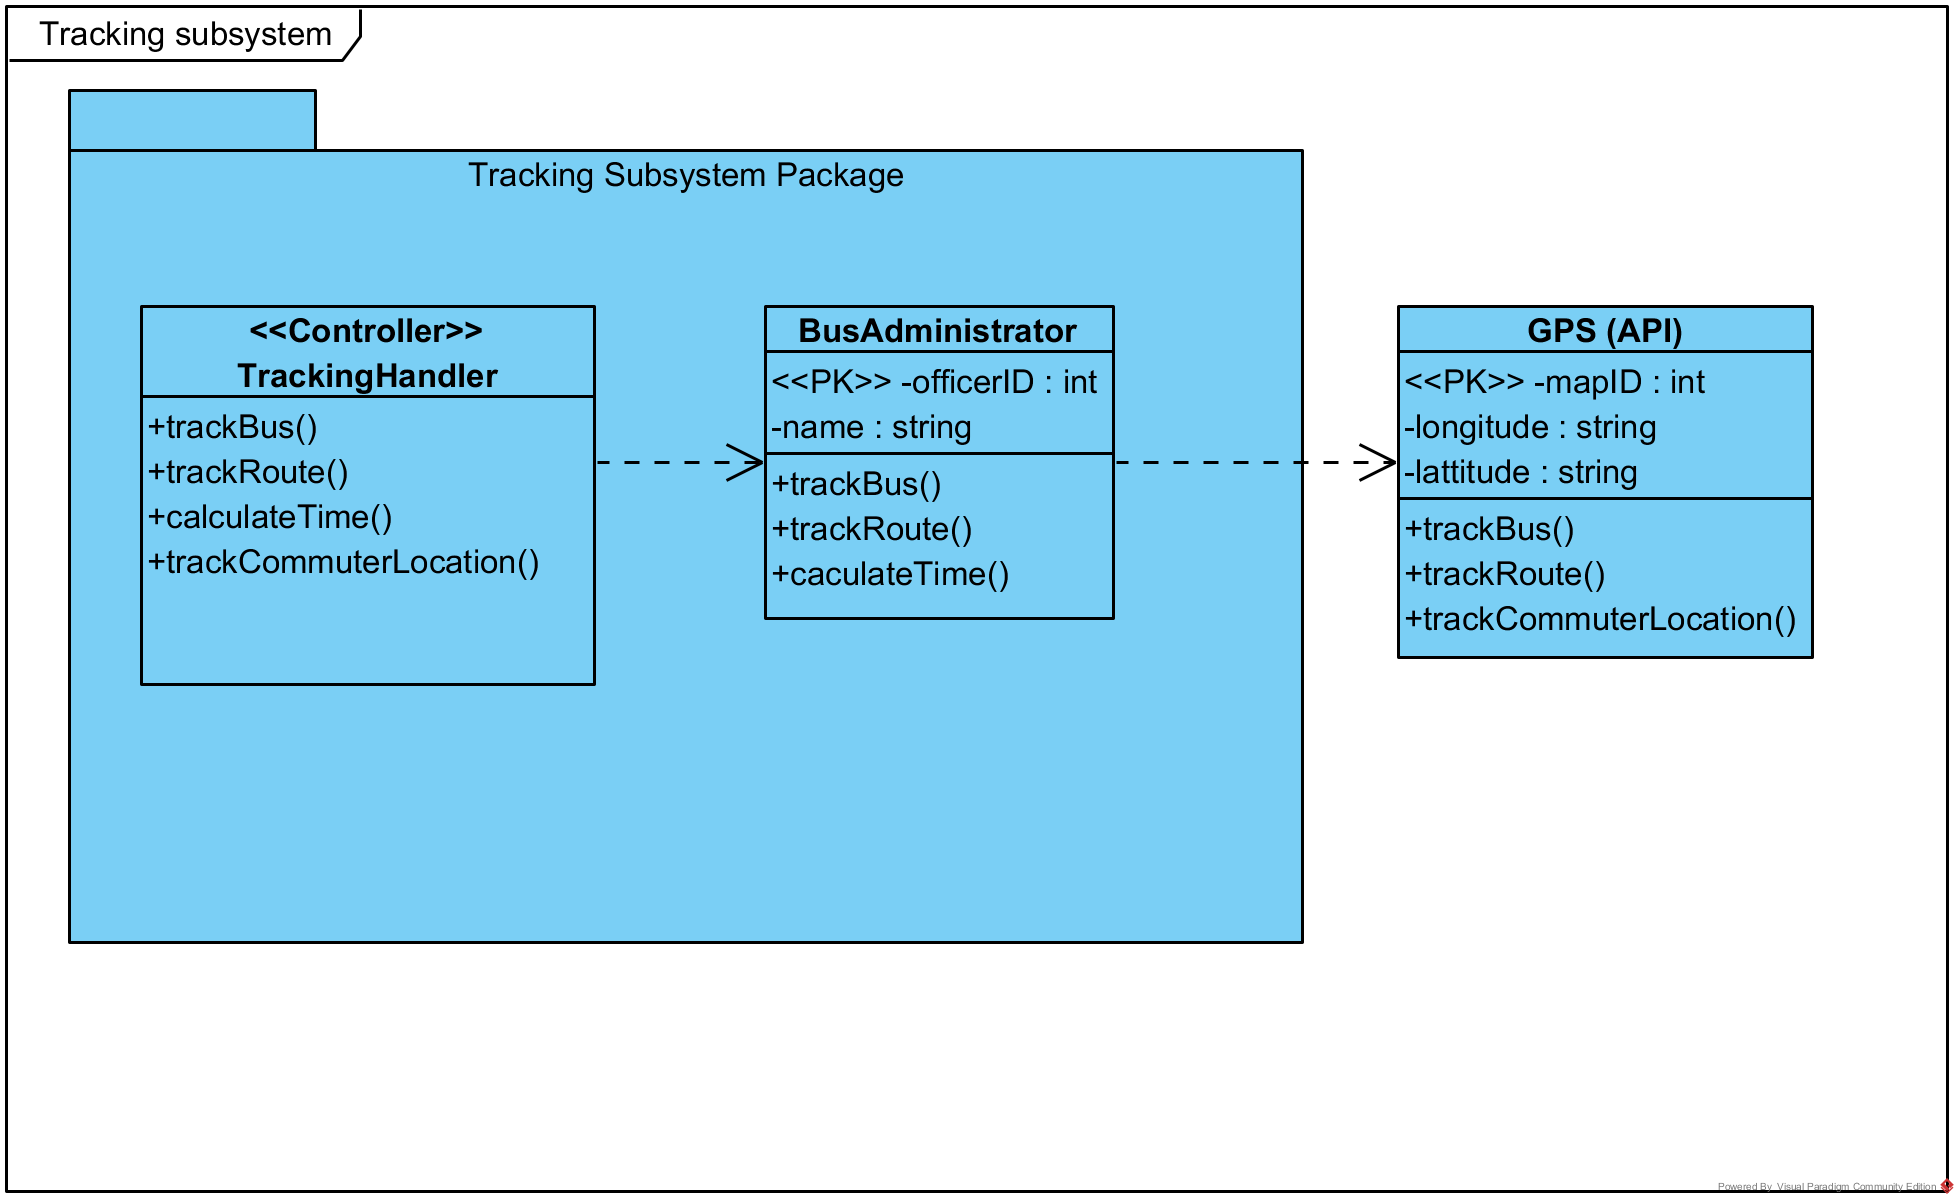 Tracking subsystem
Tracking Subsystem Package
<<Controller>>
TrackingHandler
+trackBus()
+trackRoute()
+calculateTime()
+trackCommuterLocation()
BusAdministrator
<<PK>> -officerID : int
-name : string
+trackBus()
+trackRoute()
+caculateTime()
GPS (API)
<<PK>> -mapID : int
-longitude : string
-lattitude : string
+trackBus()
+trackRoute()
+trackCommuterLocation()
Powered By Visual Paradigm Community Edition